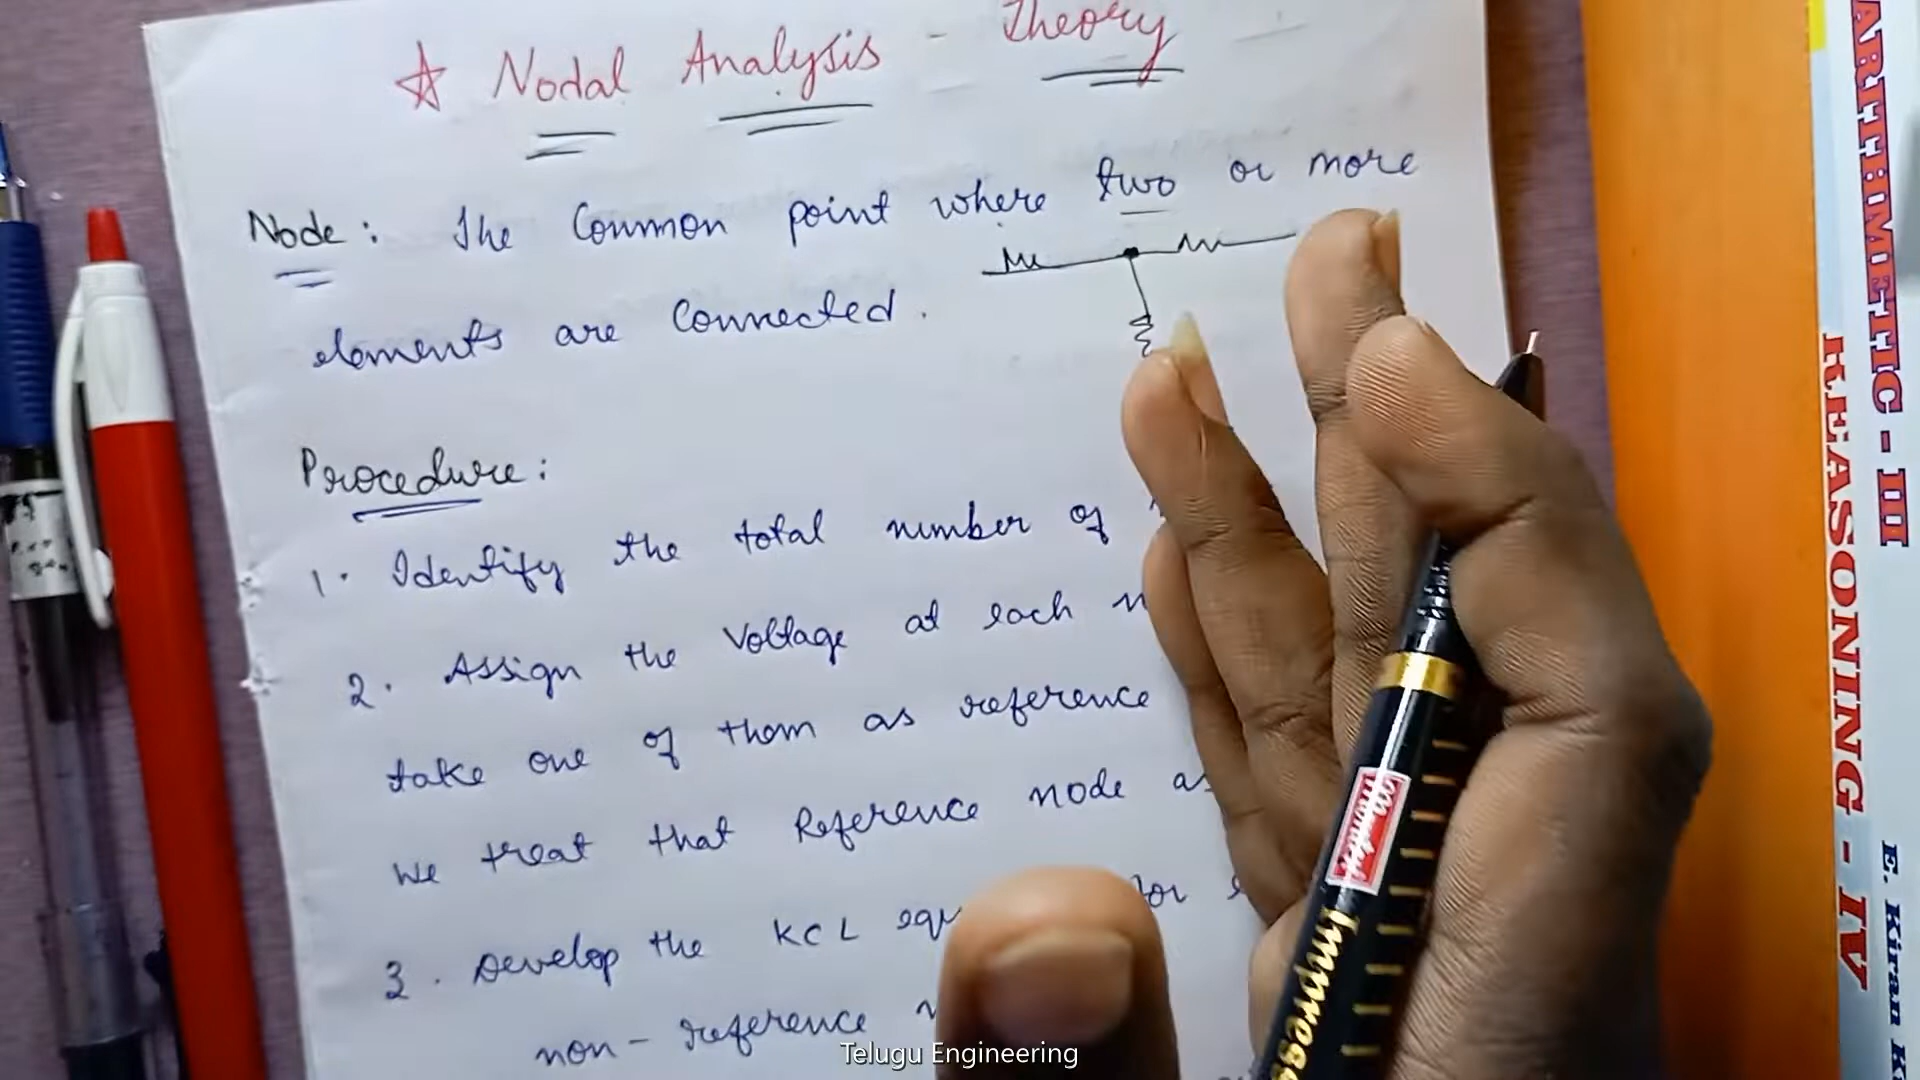 ☆ Nodal Analysis - Theory
Node: The Common point where two or more
elements are Connected.
Procedure:
1. Identify the total number of
2. Assign the Voltage at each
take one of them as reference
We treat that Reference node as
3. Develop the KCL for
non-reference
Telugu Engineering
ARITHMETIC - III
REASONING - IV
E. Kiran